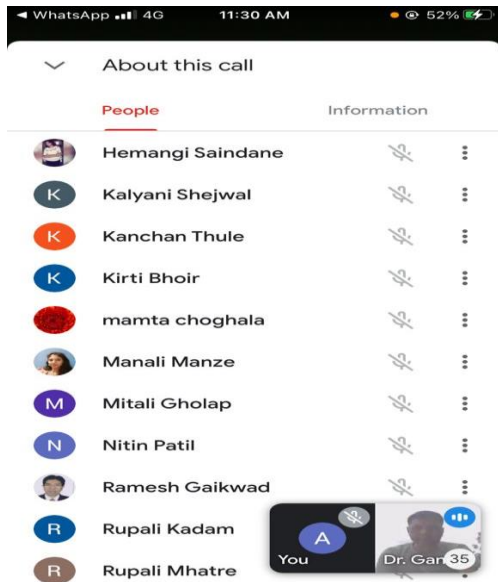 WhatsApp 4G 11:30 AM 52%
About this call
People Information
Hemangi Saindane
K Kalyani Shejwal
K Kanchan Thule
K Kirti Bhoir
mamta choghala
Manali Manze
M Mitali Gholap
N Nitin Patil
Ramesh Gaikwad
R Rupali Kadam
A
You Dr. Gan 35
R Rupali Mhatre